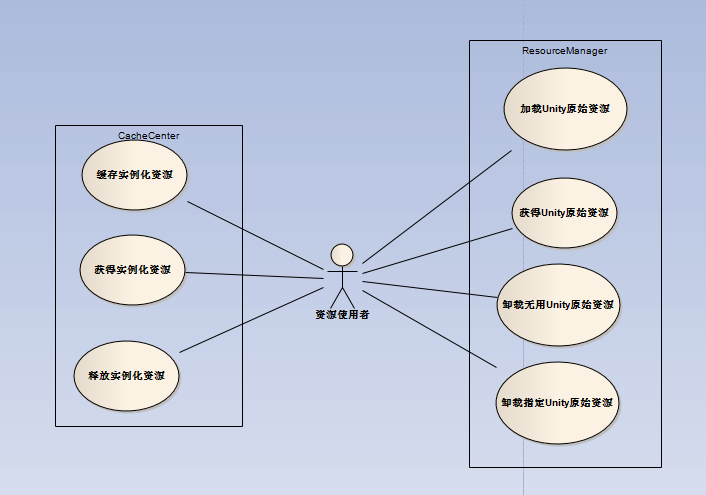 CacheCenter
缓存实例化资源
获得实例化资源
释放实例化资源
资源使用者
ResourceManager
加载Unity原始资源
获得Unity原始资源
卸载无用Unity原始资源
卸载指定Unity原始资源